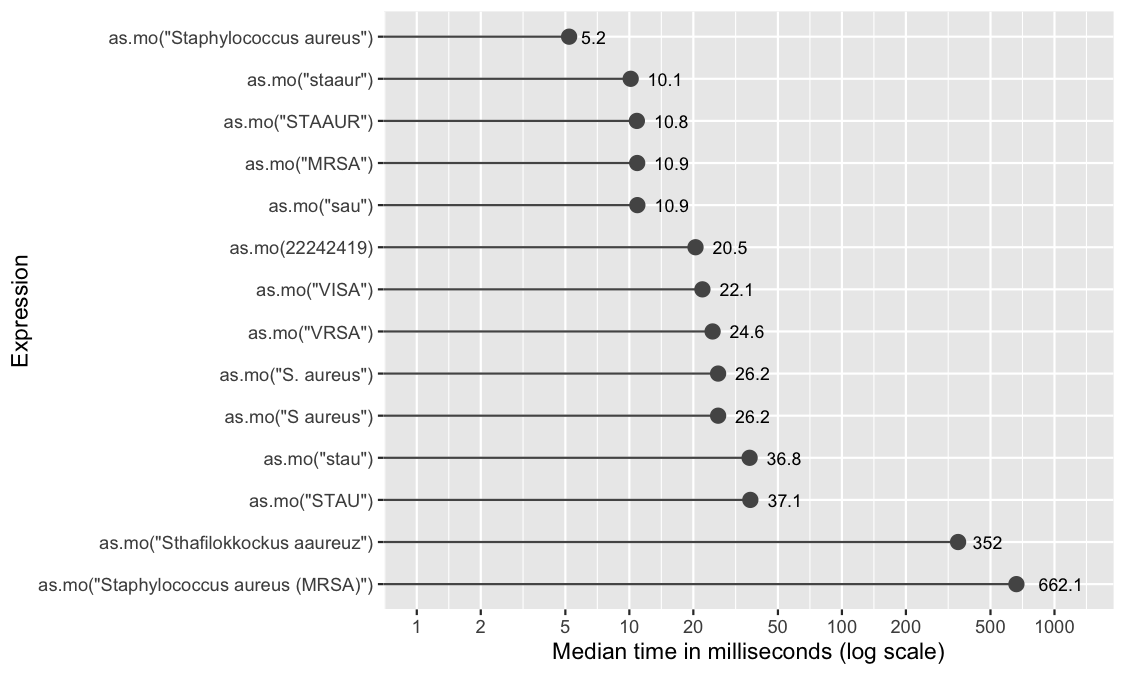 as.mo("Staphylococcus aureus") 5.2
as.mo("staaur") 10.1
as.mo("STAAUR") 10.8
as.mo("MRSA") 10.9
as.mo("sau") 10.9
as.mo(22242419) 20.5
as.mo("VISA") 22.1
as.mo("VRSA") 24.6
as.mo("S. aureus") 26.2
as.mo("S aureus") 26.2
as.mo("stau") 36.8
as.mo("STAU") 37.1
as.mo("Sthafilokkockus aaureuz") 352
as.mo("Staphylococcus aureus (MRSA)") 662.1
Expression
1 2 5 10 20 50 100 200 500 1000
Median time in milliseconds (log scale)